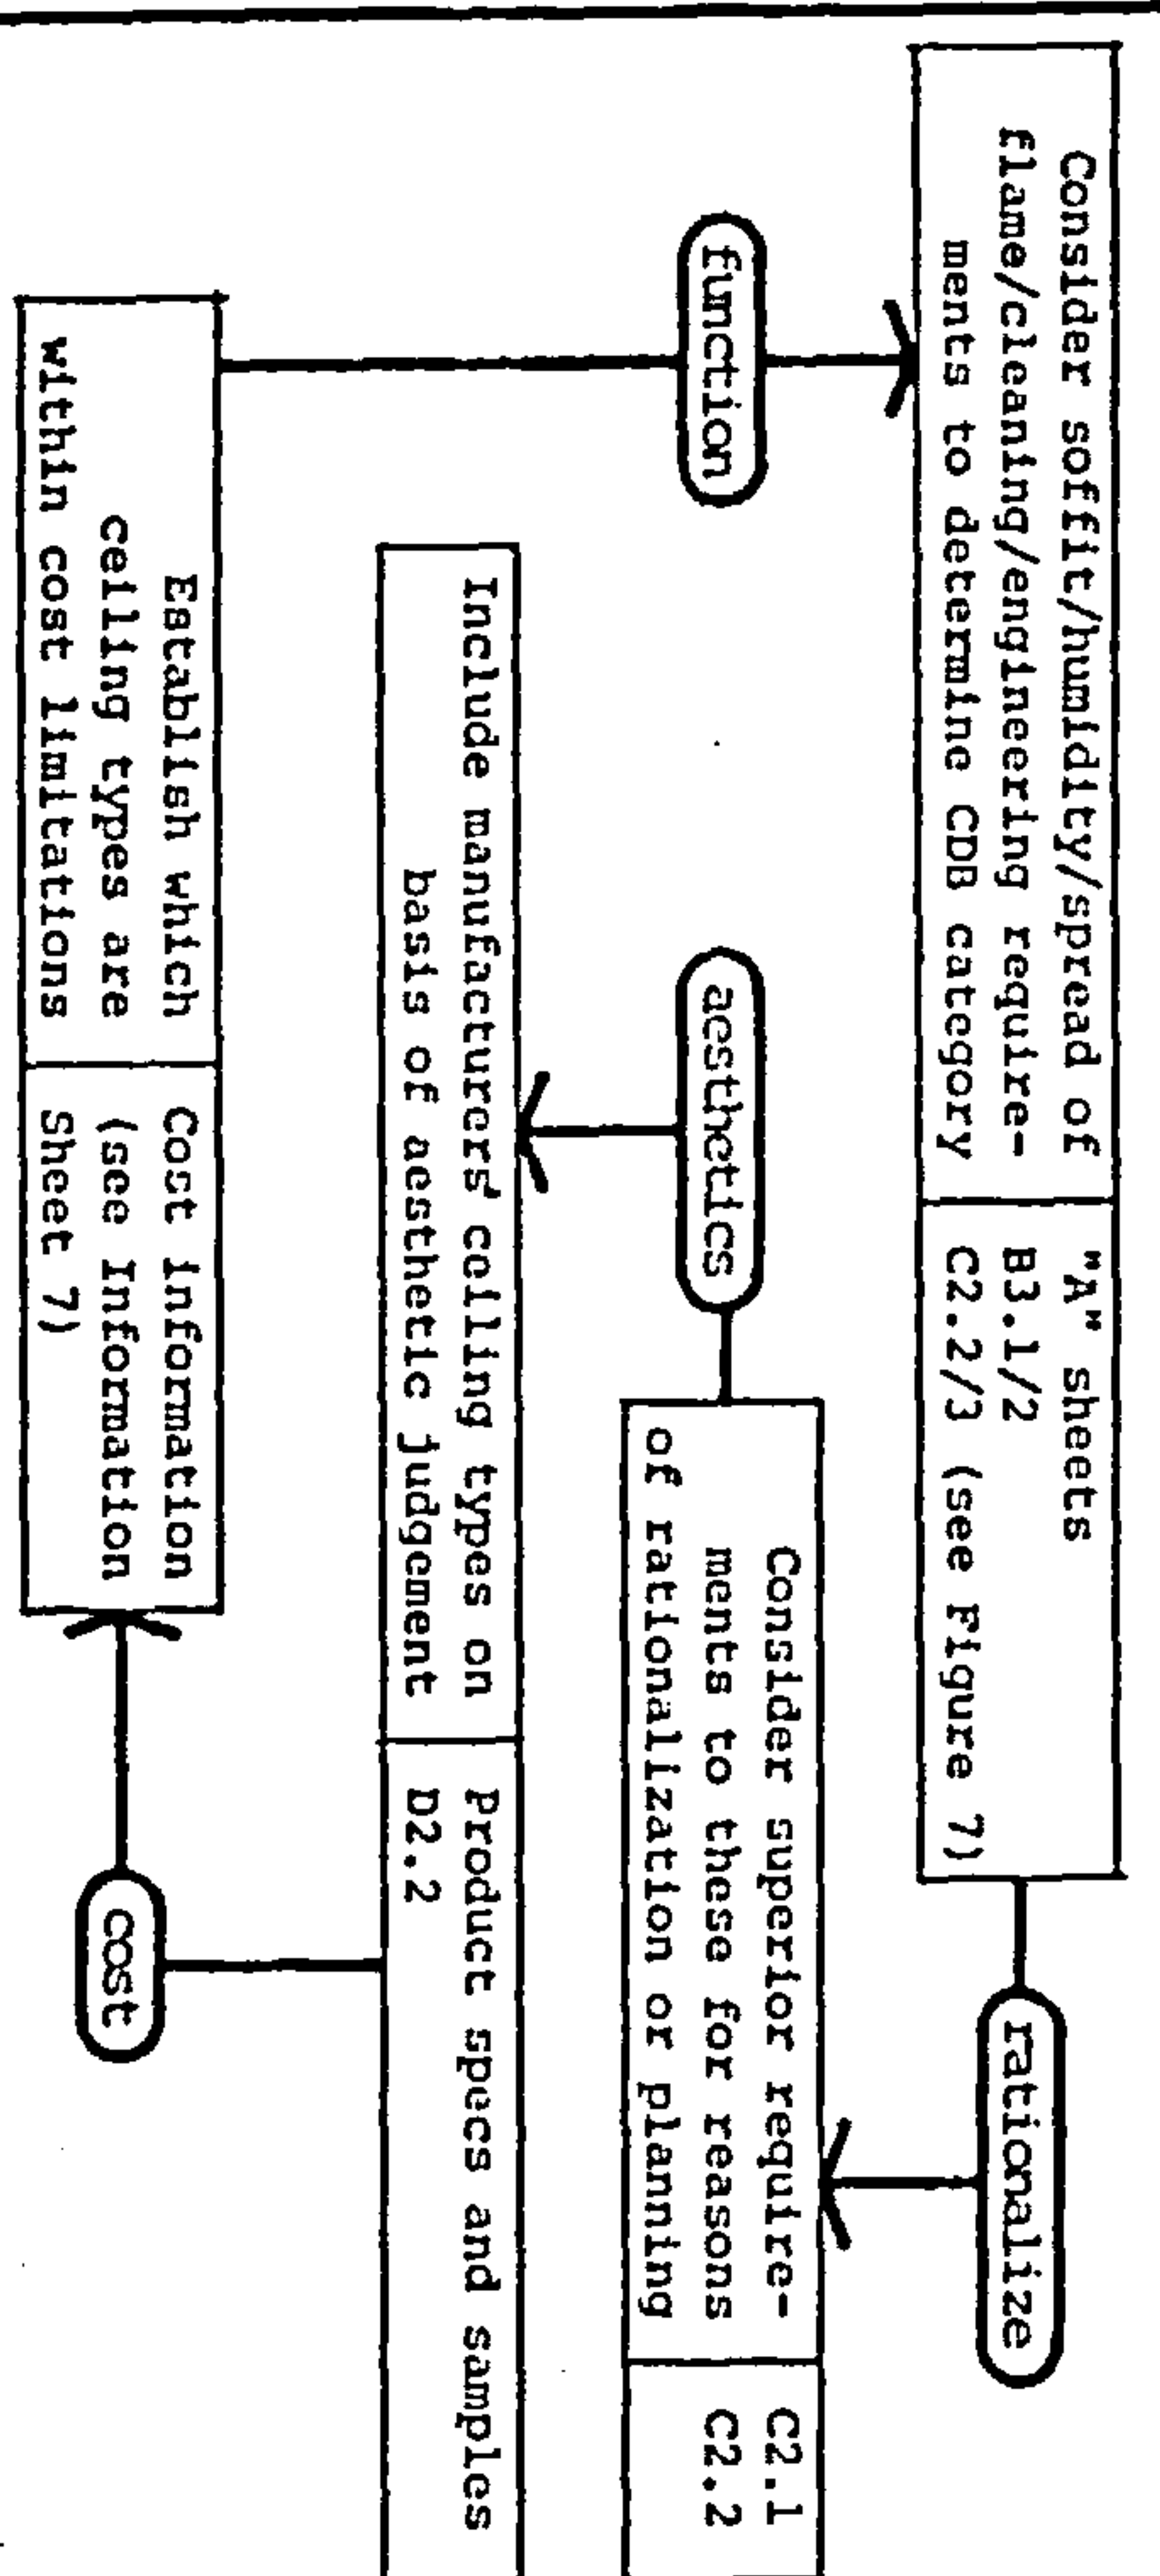 Consider soffit/humidity/spread of
flame/cleaning/engineering require-
ments to determine CDB category
"A" sheets
B3.1/2
C2.2/3 (see Figure 7)
rationalize
function
aesthetics
Consider superior require-
ments to these for reasons
of rationalization or planning
C2.1
C2.2
Include manufacturers' ceiling types on
basis of aesthetic judgement
Product specs and samples
D2.2
cost
Establish which
ceiling types are
within cost limitations
Cost Information
(see Information
Sheet 7)